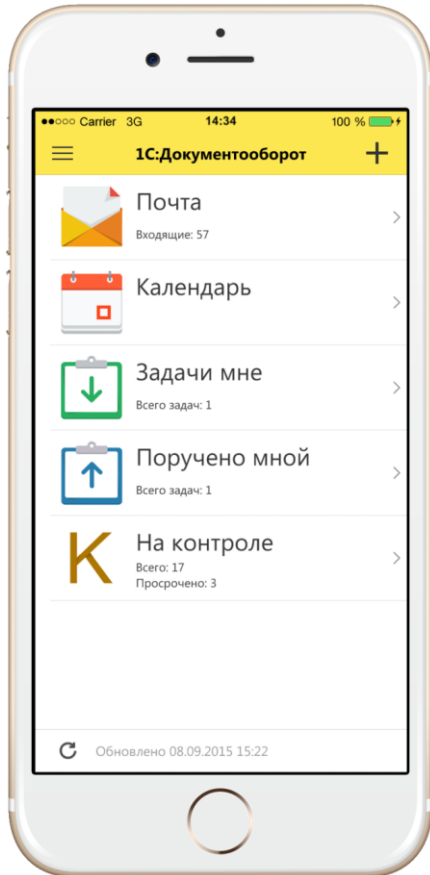 Carrier 3G 14:34 100 %
1С:Документооборот
Почта
Входящие: 57
Календарь
Задачи мне
Всего задач: 1
Поручено мной
Всего задач: 1
К
На контроле
Всего: 17
Просрочено: 3
Обновлено 08.09.2015 15:22